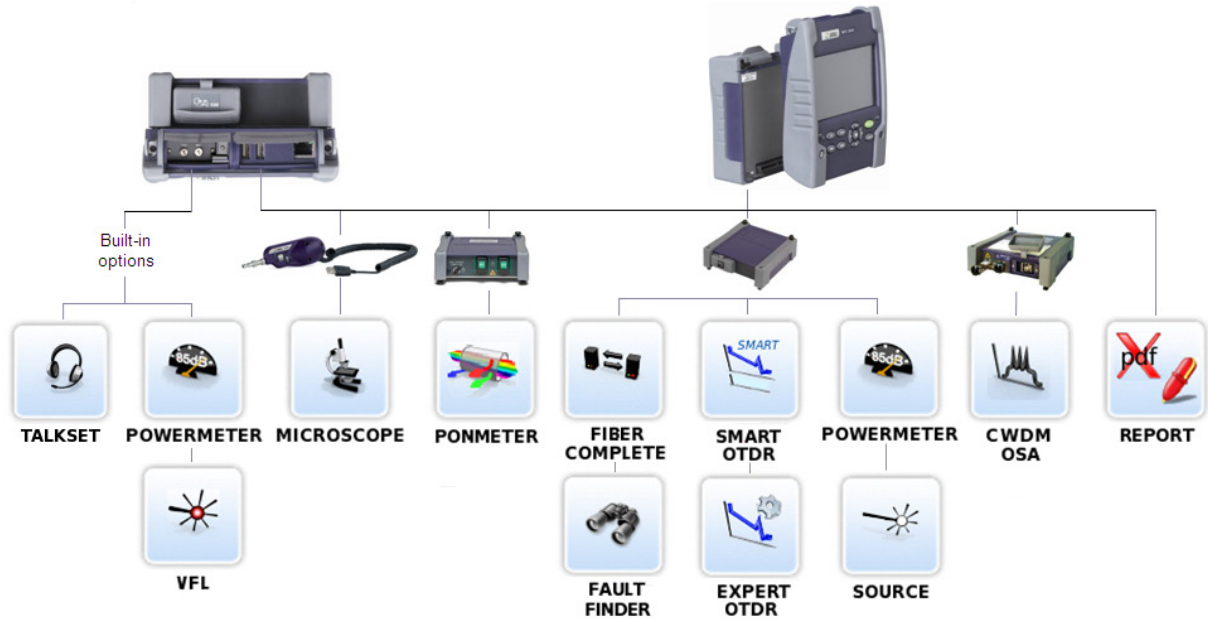 Built-in
options
85dB
SMART
85dB
pdf
TALKSET
POWERMETER
MICROSCOPE
PONMETER
FIBER
COMPLETE
SMART
OTDR
POWERMETER
CWDM
OSA
REPORT
VFL
FAULT
FINDER
EXPERT
OTDR
SOURCE